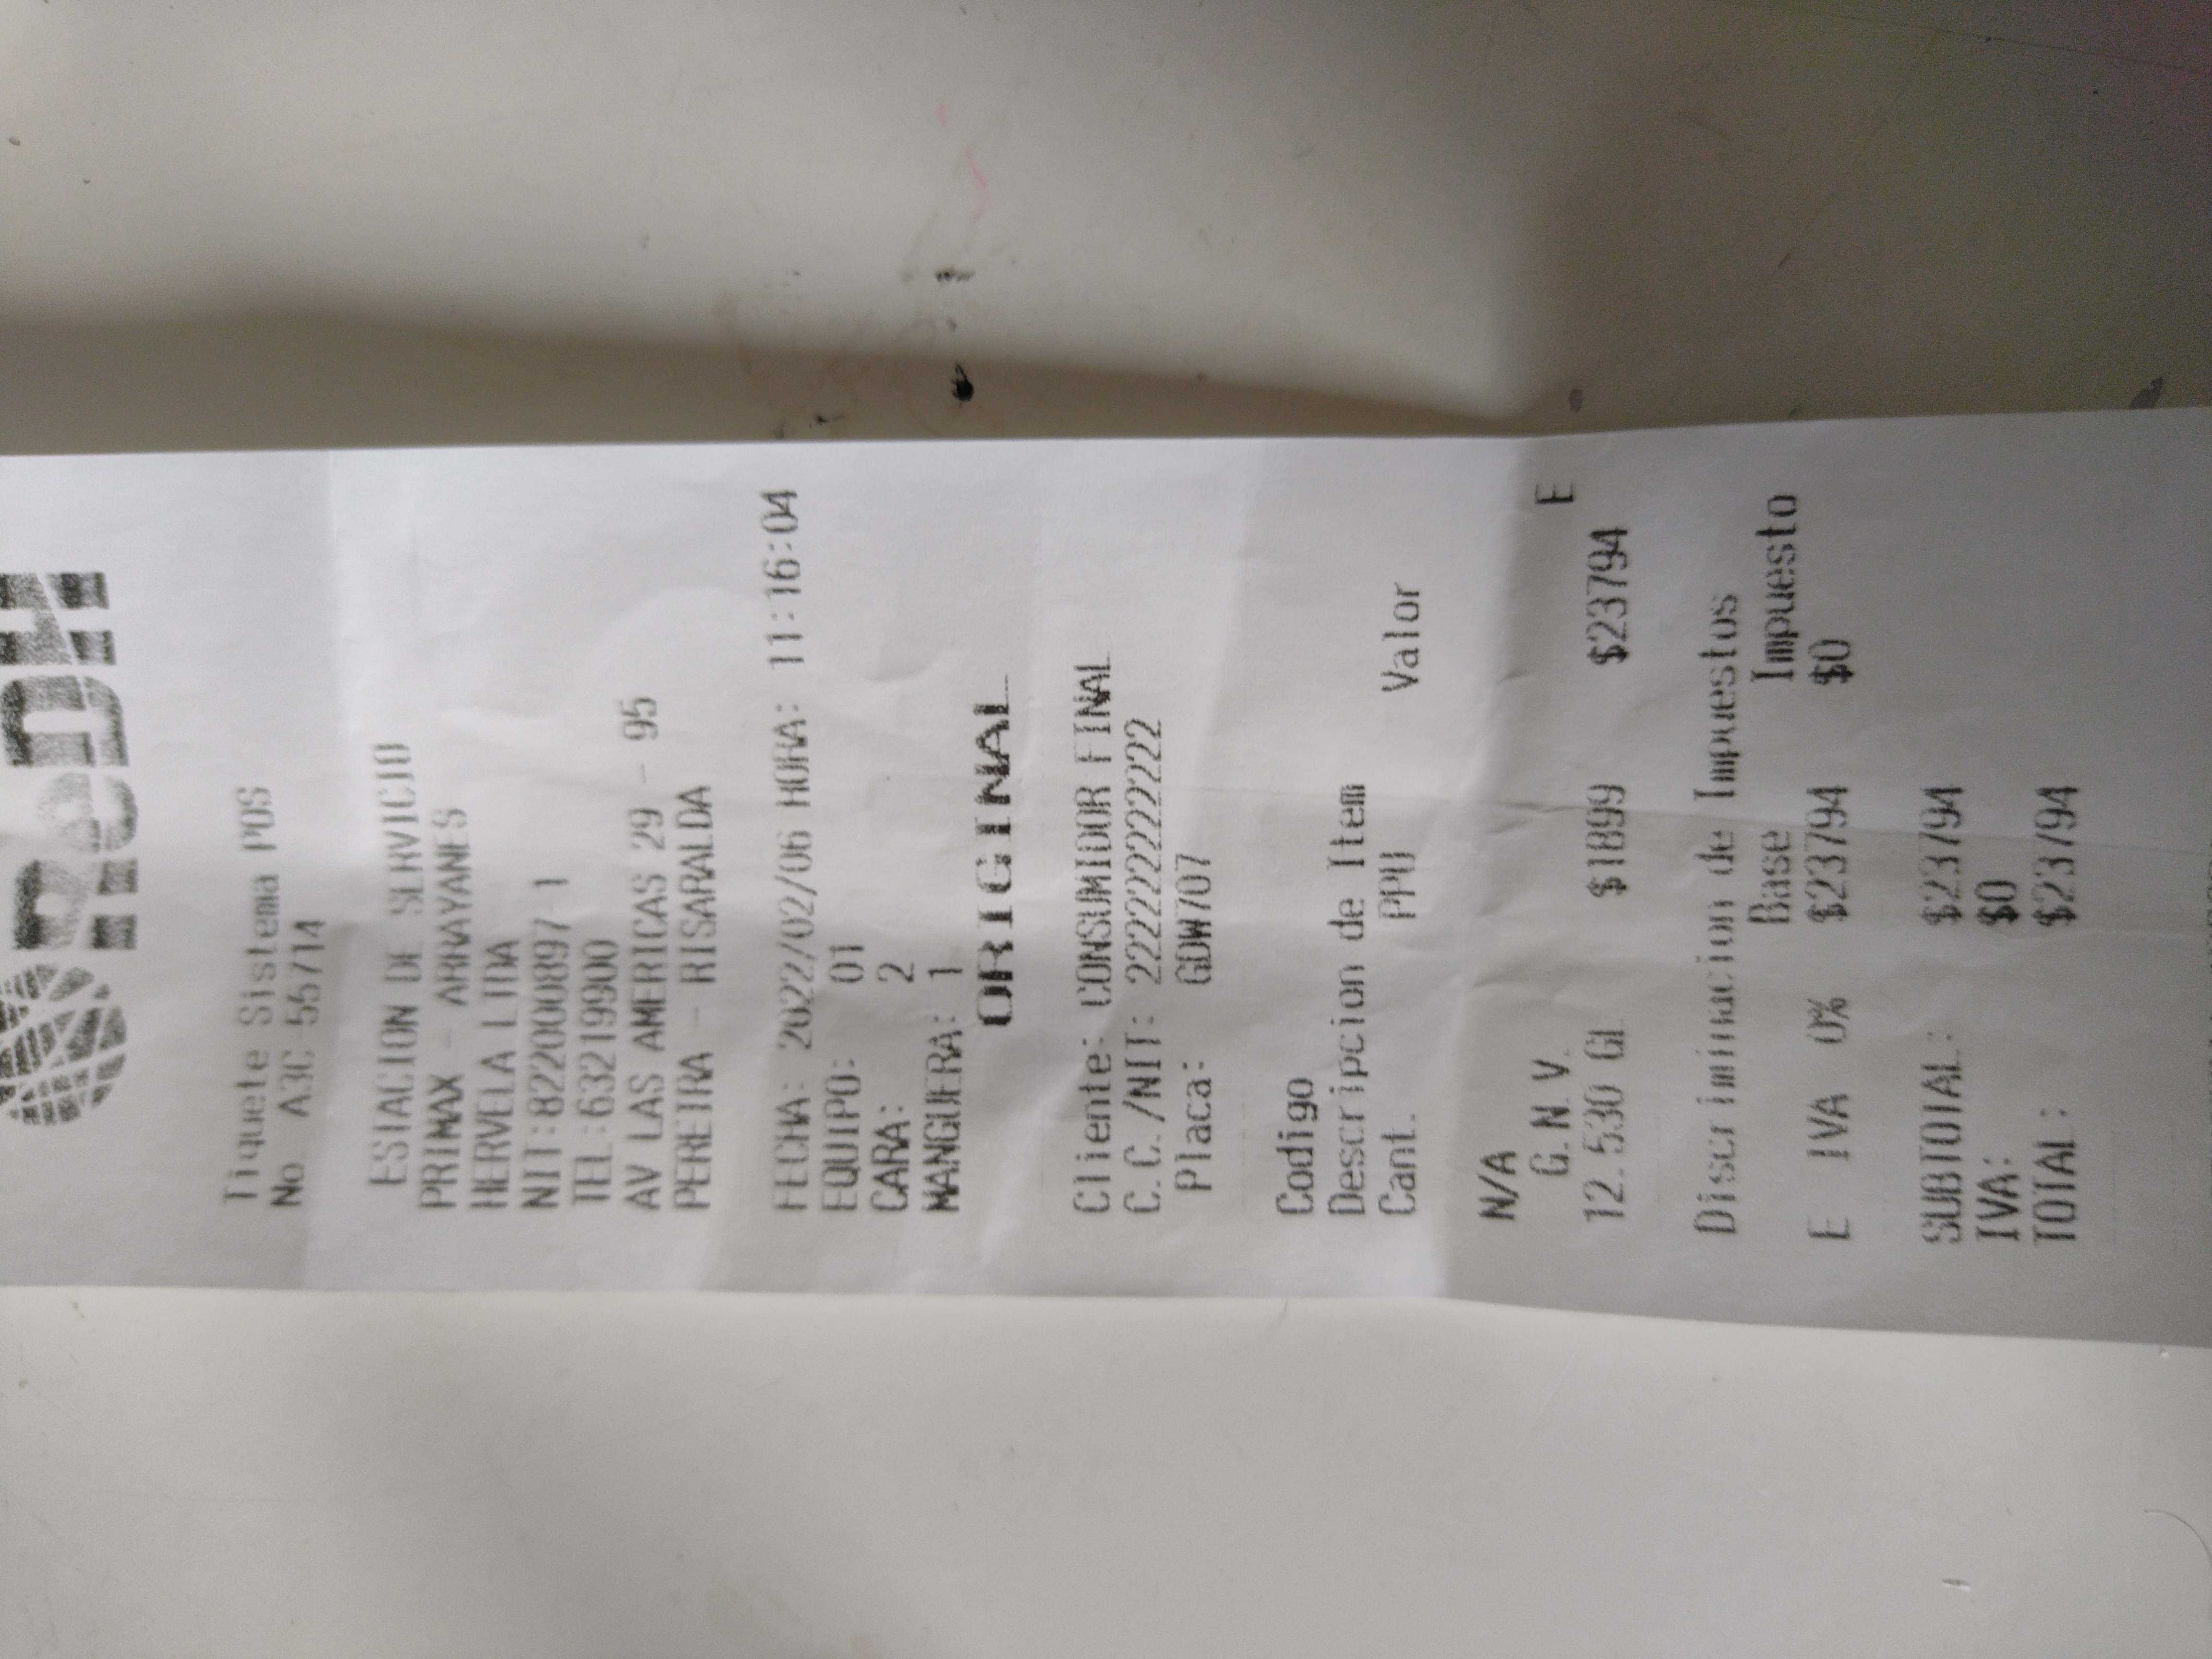 Tiquete Sistema POS
No. A3C-55714
ESTACION DE SERVICIO
PRIMAX - ARRAYANES
HERVELA LTDA
NIT:822000897-1
TEL:63219900
AV LAS AMERICAS 29 - 95
PEREIRA - RISARALDA
FECHA: 2022/02/06 HORA: 11:16:04
EQUIPO: 01
CARA: 2
MANGUERA: 1
ORIGINAL
Cliente: CONSUMIDOR FINAL
C.C./NIT: 222222222222
Placa: GDW707
Codigo
Descripcion de Item
Cant. PPU Valor
N/A
G.N.V. E
12.530 GL $1899 $23794
Discriminacion de Impuestos
Base Impuesto
E IVA 0% $23794 $0
SUBTOTAL: $23794
IVA: $0
TOTAL: $23794